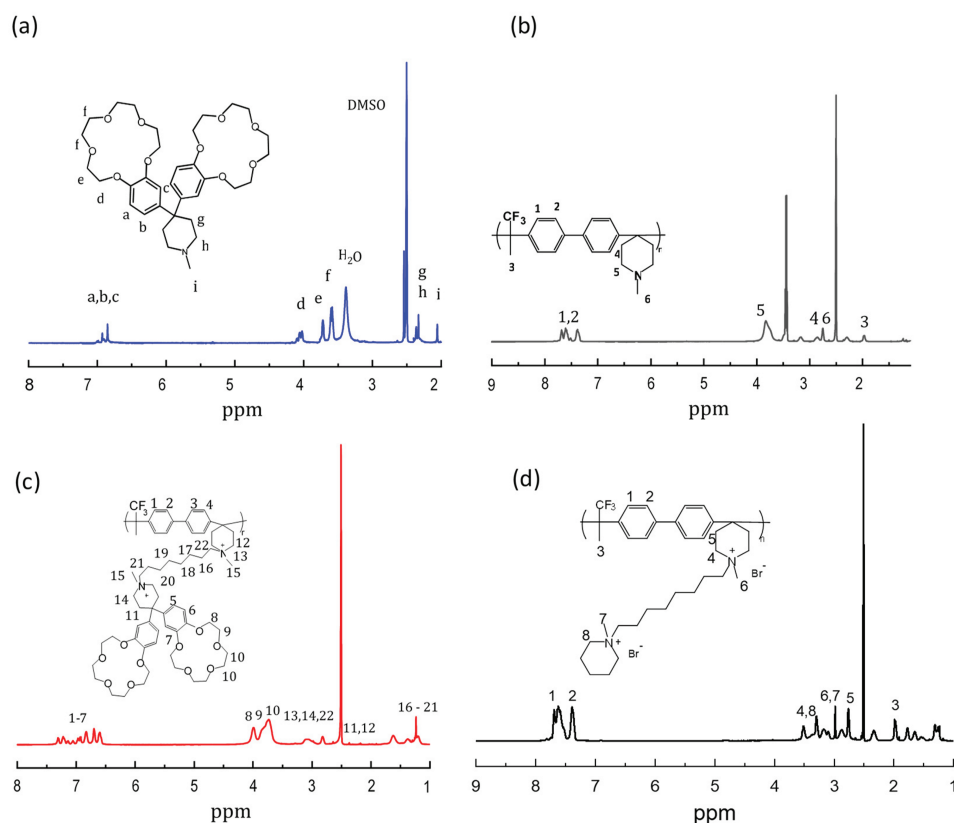 (a)
DMSO
f
f
e
d
a
b
c
g
h
i
N
O O O O O O O O O O
H2O
a,b,c
d
e
f
g
h
i
8 7 6 5 4 3 2
ppm
(b)
CF3
1
2
3
4
5
6
N
1,2
5
4 6
3
9 8 7 6 5 4 3 2
ppm
(c)
CF3
1 2 3 4
12
13
15
22
17
16
18
19
21
15
20
N+
N+
14
11
5
6
7
8
9
10
10
O O O O O O O O O O
1-7
8 9 10
13,14,22
11,12
16 - 21
8 7 6 5 4 3 2 1
ppm
(d)
CF3
1 2
3
5
4
N+
Br-
6
7
8
N+
Br-
n
1
2
4,8
6,7
5
3
9 8 7 6 5 4 3 2 1
ppm